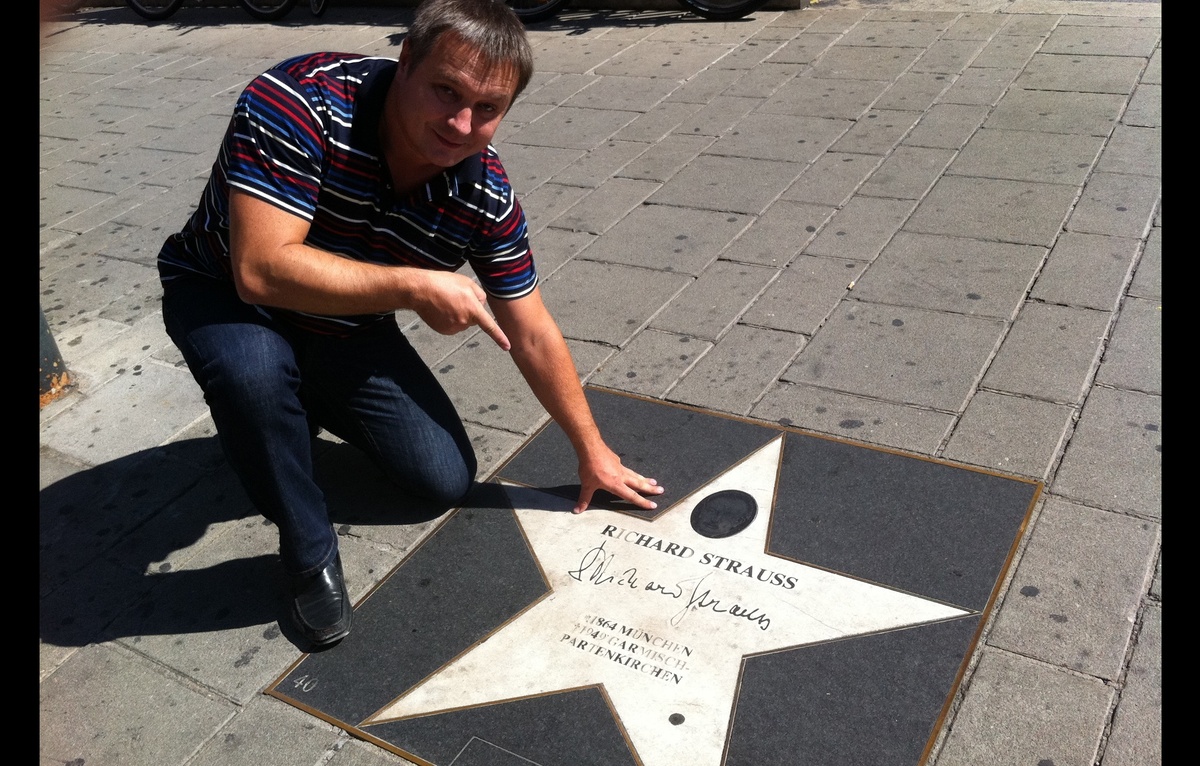 RICHARD STRAUSS
Richard Strauss
*1864 MÜNCHEN
†1949 GARMISCH-
PARTENKIRCHEN
40